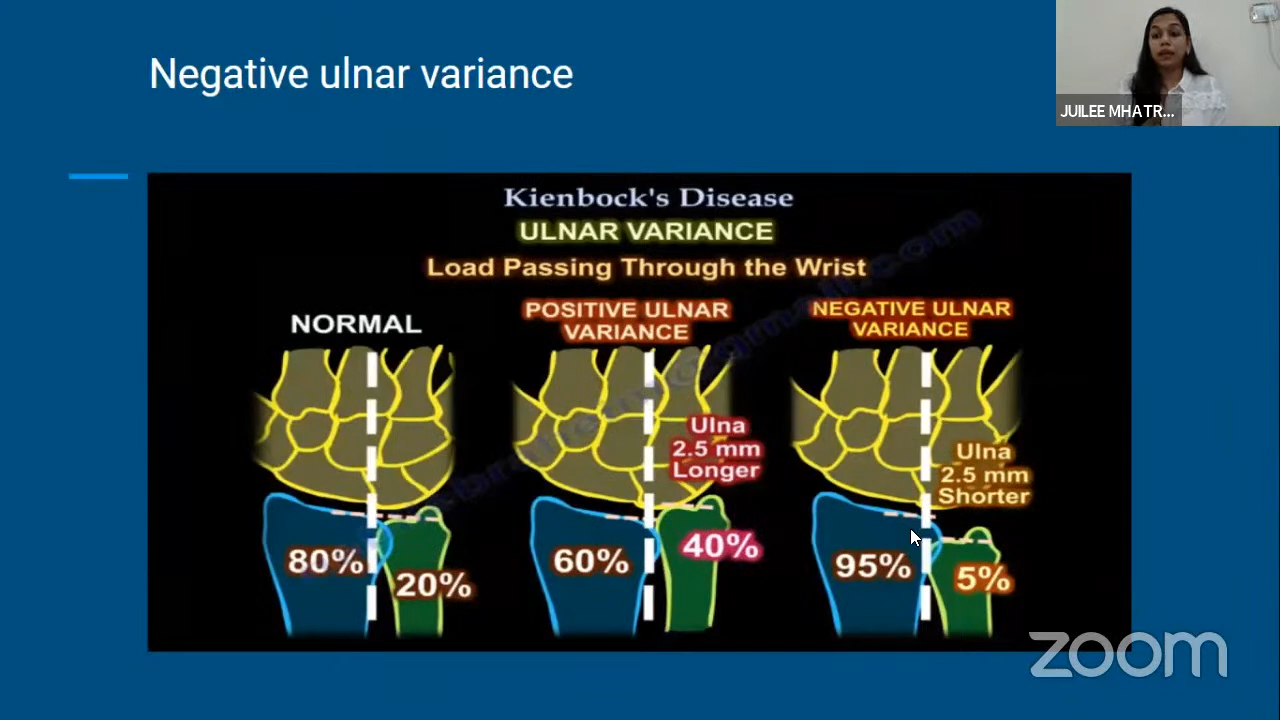 Negative ulnar variance
JUILEE MHATR...
Kienbock's Disease
ULNAR VARIANCE
Load Passing Through the Wrist
NORMAL
POSITIVE ULNAR
VARIANCE
NEGATIVE ULNAR
VARIANCE
Ulna
2.5 mm
Longer
Ulna
2.5 mm
Shorter
80%
20%
60%
40%
95%
5%
zoom